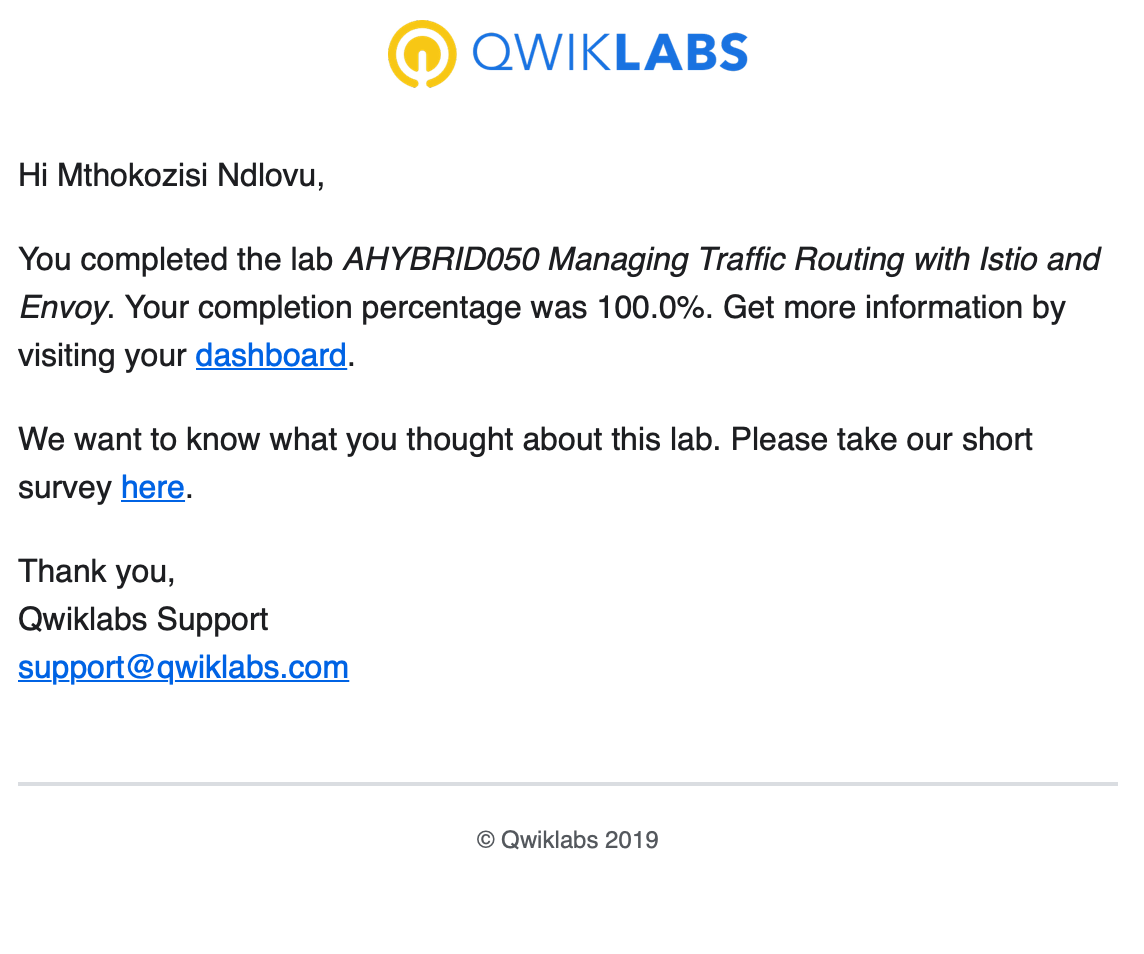 QWIKLABS
Hi Mthokozisi Ndlovu,
You completed the lab AHYBRID050 Managing Traffic Routing with Istio and
Envoy. Your completion percentage was 100.0%. Get more information by
visiting your dashboard.
We want to know what you thought about this lab. Please take our short
survey here.
Thank you,
Qwiklabs Support
support@qwiklabs.com
© Qwiklabs 2019